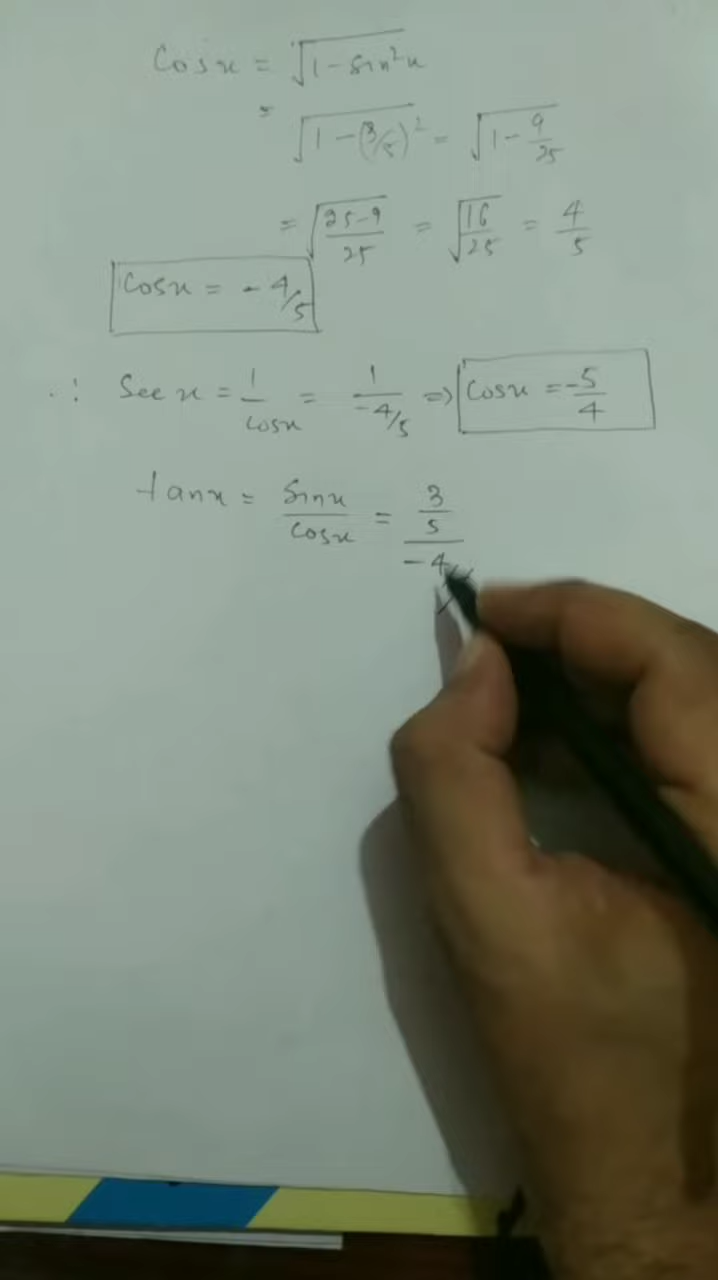 Cos x = √1 - sin²x
= √1 - (3/5)² = √1 - 9/25
= √25-9/25 = √16/25 = 4/5
Cos x = - 4/5
∴ Sec x = 1/cos x = 1/-4/5 ⇒ Cos x = -5/4
tan x = Sin x/Cos x = 3/5/-4